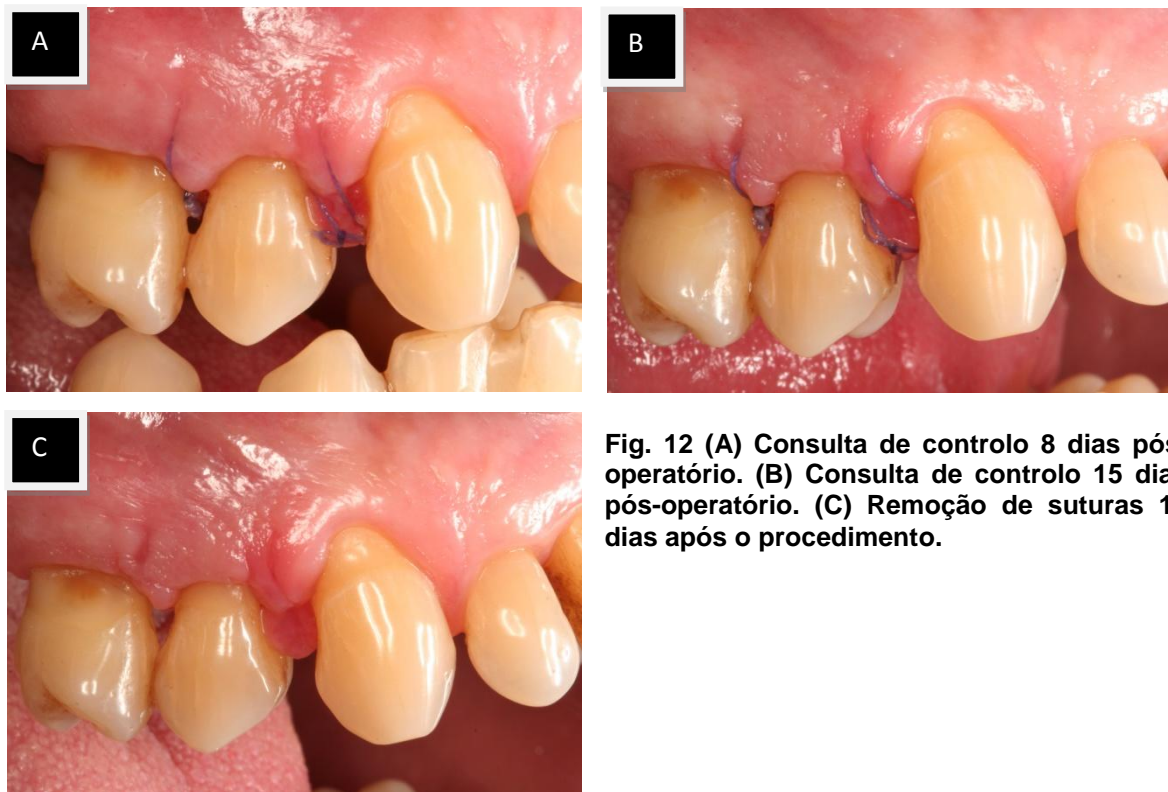 A
B
C
Fig. 12 (A) Consulta de controlo 8 dias pós
operatório. (B) Consulta de controlo 15 dia
pós-operatório. (C) Remoção de suturas 1
dias após o procedimento.